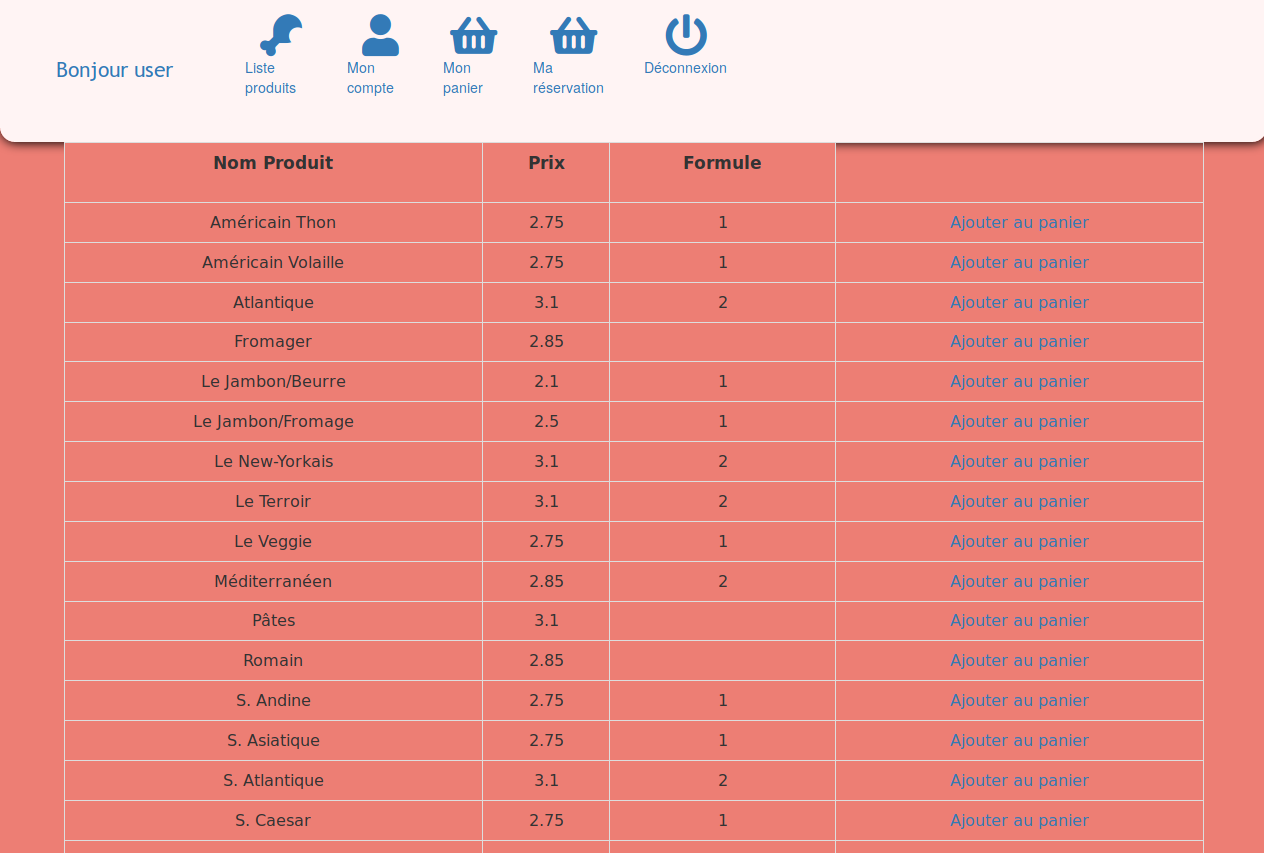 Bonjour user
Liste
produits
Mon
compte
Mon
panier
Ma
réservation
Déconnexion
Nom Produit Prix Formule
Américain Thon 2.75 1 Ajouter au panier
Américain Volaille 2.75 1 Ajouter au panier
Atlantique 3.1 2 Ajouter au panier
Fromager 2.85 Ajouter au panier
Le Jambon/Beurre 2.1 1 Ajouter au panier
Le Jambon/Fromage 2.5 1 Ajouter au panier
Le New-Yorkais 3.1 2 Ajouter au panier
Le Terroir 3.1 2 Ajouter au panier
Le Veggie 2.75 1 Ajouter au panier
Méditerranéen 2.85 2 Ajouter au panier
Pâtes 3.1 Ajouter au panier
Romain 2.85 Ajouter au panier
S. Andine 2.75 1 Ajouter au panier
S. Asiatique 2.75 1 Ajouter au panier
S. Atlantique 3.1 2 Ajouter au panier
S. Caesar 2.75 1 Ajouter au panier